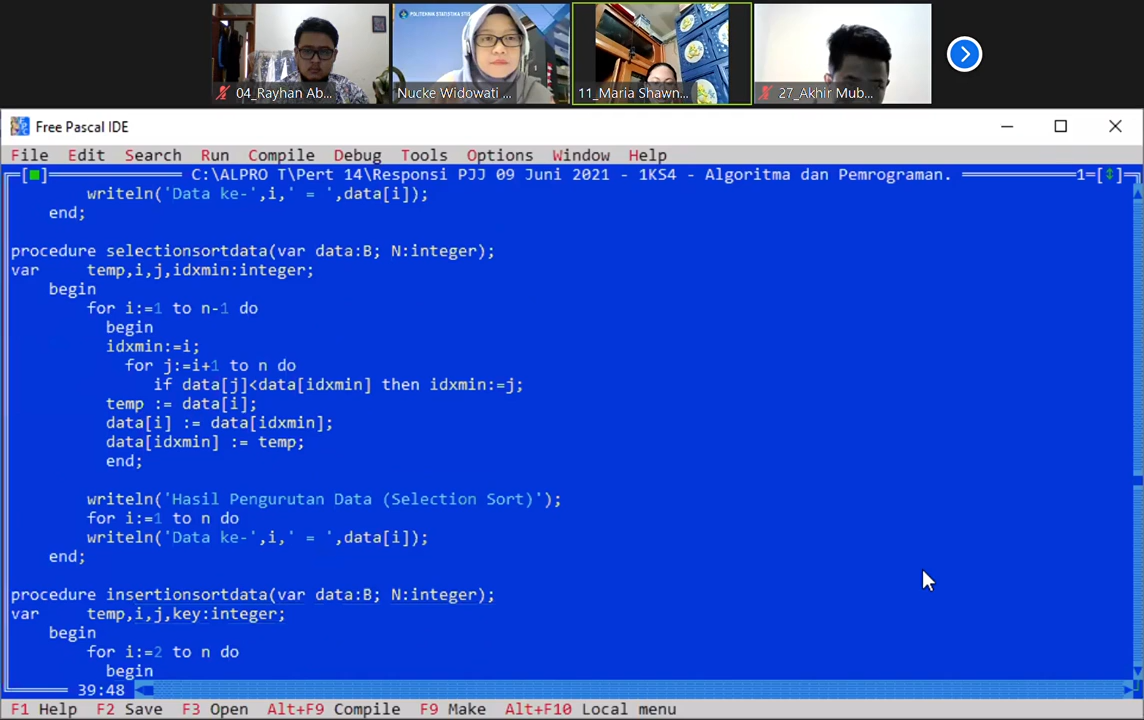 POLITEKNIK STATISTIKA STIS
04_Rayhan Ab...
Nucke Widowati ...
11_Maria Shawn...
27_Akhir Mub...
Free Pascal IDE
File Edit Search Run Compile Debug Tools Options Window Help
C:\ALPRO T\Pert 14\Responsi PJJ 09 Juni 2021 - 1KS4 - Algoritma dan Pemrograman. 1=[↕]
writeln('Data ke-',i,' = ',data[i]);
end;
procedure selectionsortdata(var data:B; N:integer);
var temp,i,j,idxmin:integer;
begin
for i:=1 to n-1 do
begin
idxmin:=i;
for j:=i+1 to n do
if data[j]<data[idxmin] then idxmin:=j;
temp := data[i];
data[i] := data[idxmin];
data[idxmin] := temp;
end;
writeln('Hasil Pengurutan Data (Selection Sort)');
for i:=1 to n do
writeln('Data ke-',i,' = ',data[i]);
end;
procedure insertionsortdata(var data:B; N:integer);
var temp,i,j,key:integer;
begin
for i:=2 to n do
begin
39:48
F1 Help F2 Save F3 Open Alt+F9 Compile F9 Make Alt+F10 Local menu